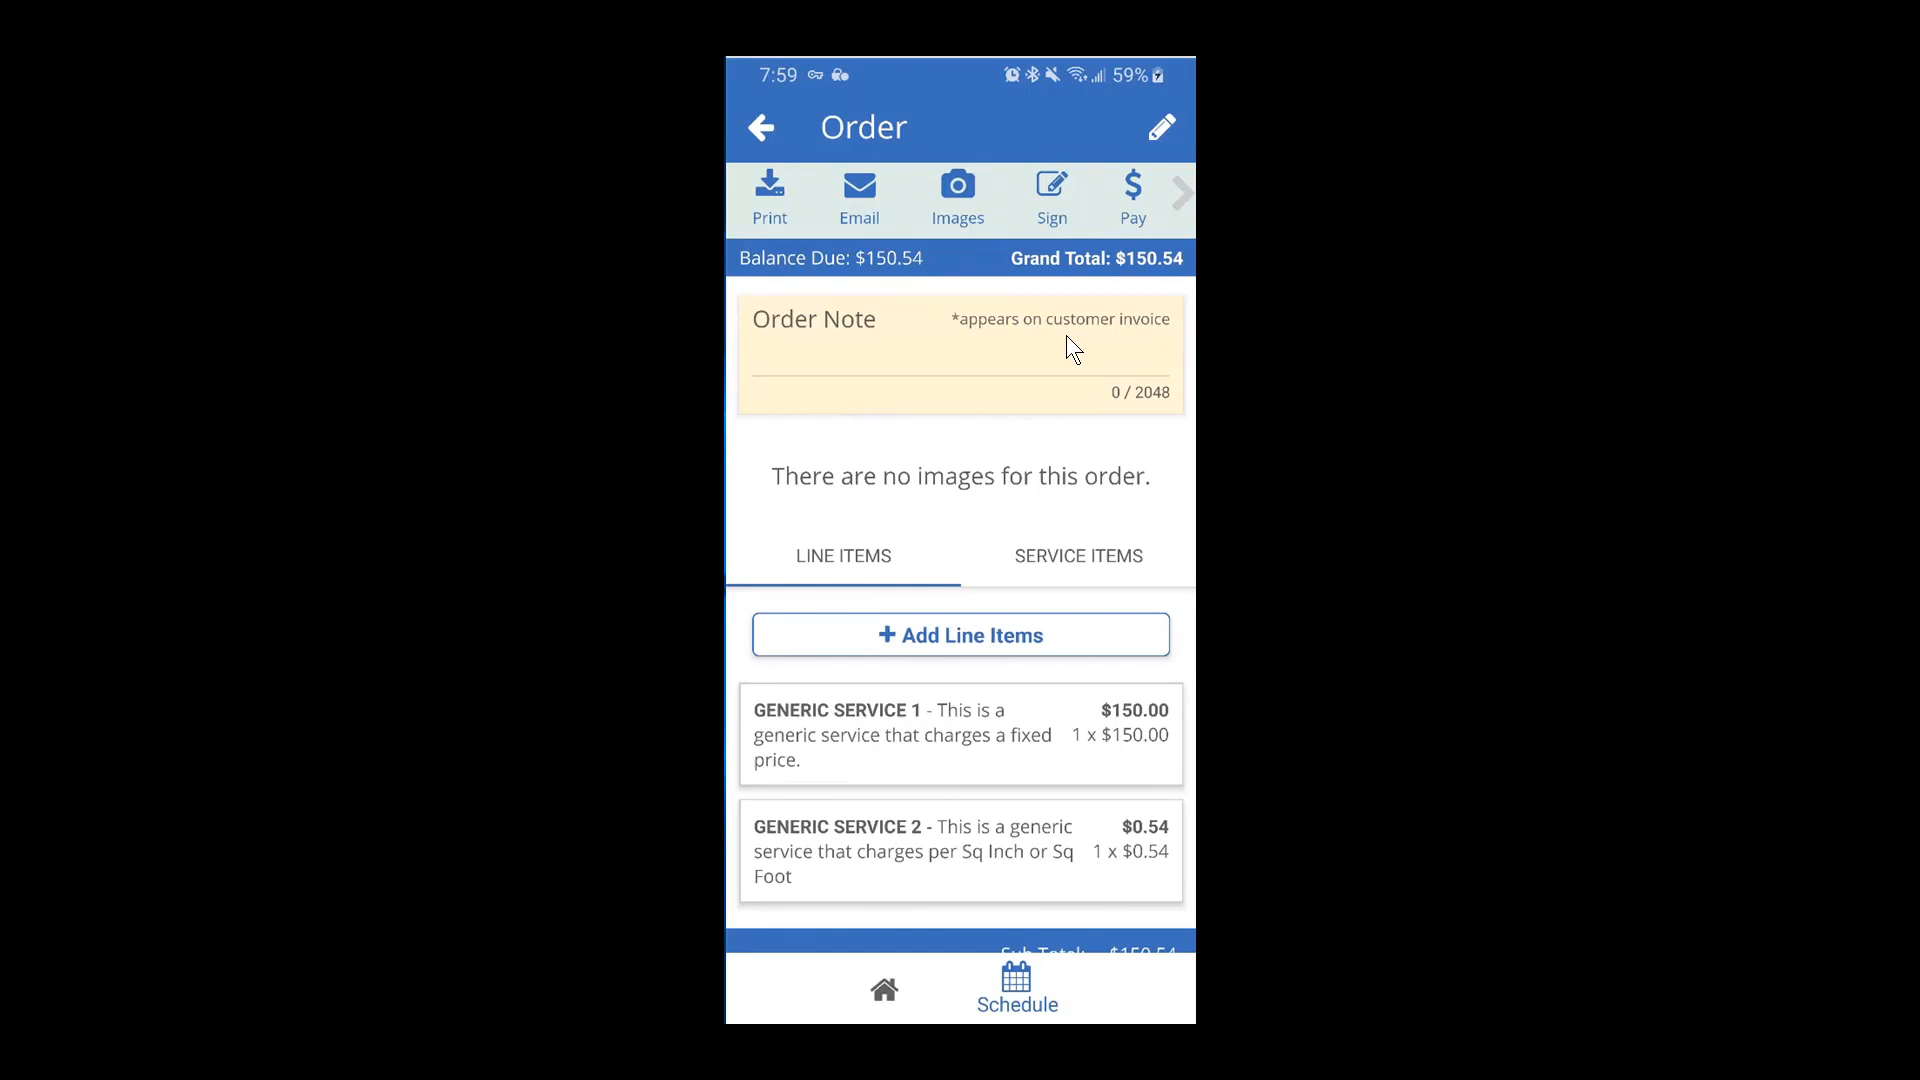 7:59 59%
Order
Print Email Images Sign Pay
Balance Due: $150.54 Grand Total: $150.54
Order Note *appears on customer invoice
0 / 2048
There are no images for this order.
LINE ITEMS SERVICE ITEMS
+ Add Line Items
GENERIC SERVICE 1 - This is a $150.00
generic service that charges a fixed 1 x $150.00
price.
GENERIC SERVICE 2 - This is a generic $0.54
service that charges per Sq Inch or Sq 1 x $0.54
Foot
Sub Total: $150.54
Schedule